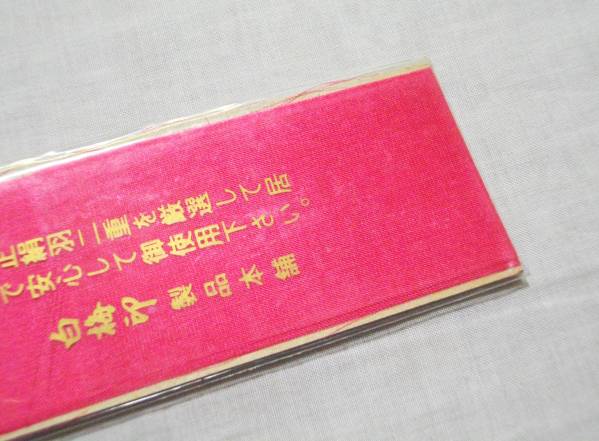 正絹羽二重を厳選して居
で安心して御使用下さい。
白梅印 製品本舗